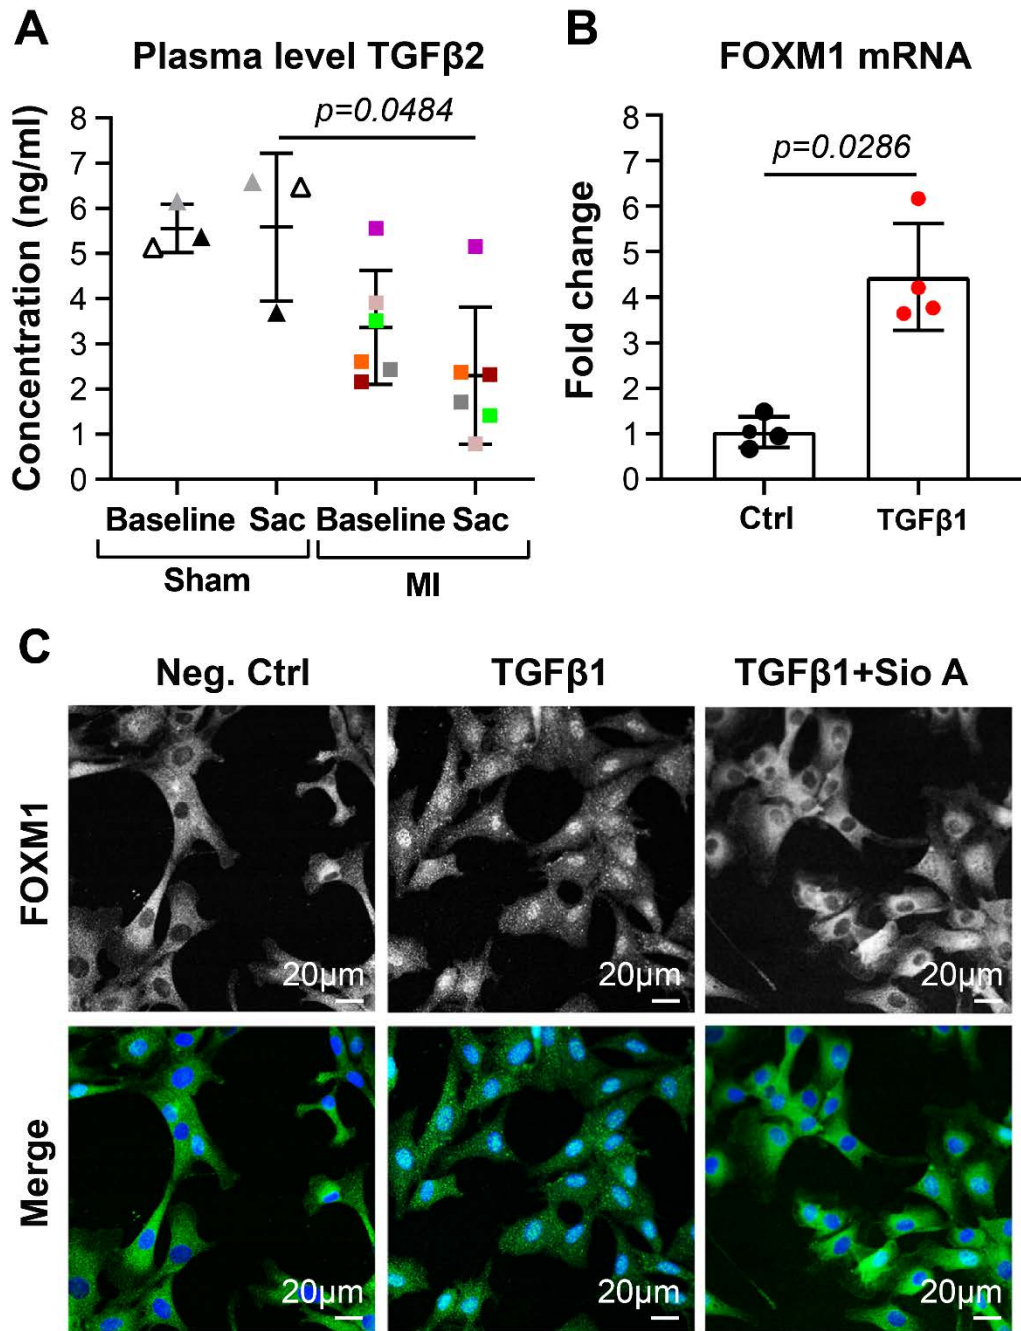 A
Plasma level TGFβ2
p=0.0484
Concentration (ng/ml)
8
7
6
5
4
3
2
1
0
Baseline Sac Baseline Sac
Sham
MI
B
FOXM1 mRNA
p=0.0286
Fold change
8
7
6
5
4
3
2
1
0
Ctrl
TGFβ1
C
Neg. Ctrl
TGFβ1
TGFβ1+Sio A
FOXM1
20µm
20µm
20µm
Merge
20µm
20µm
20µm